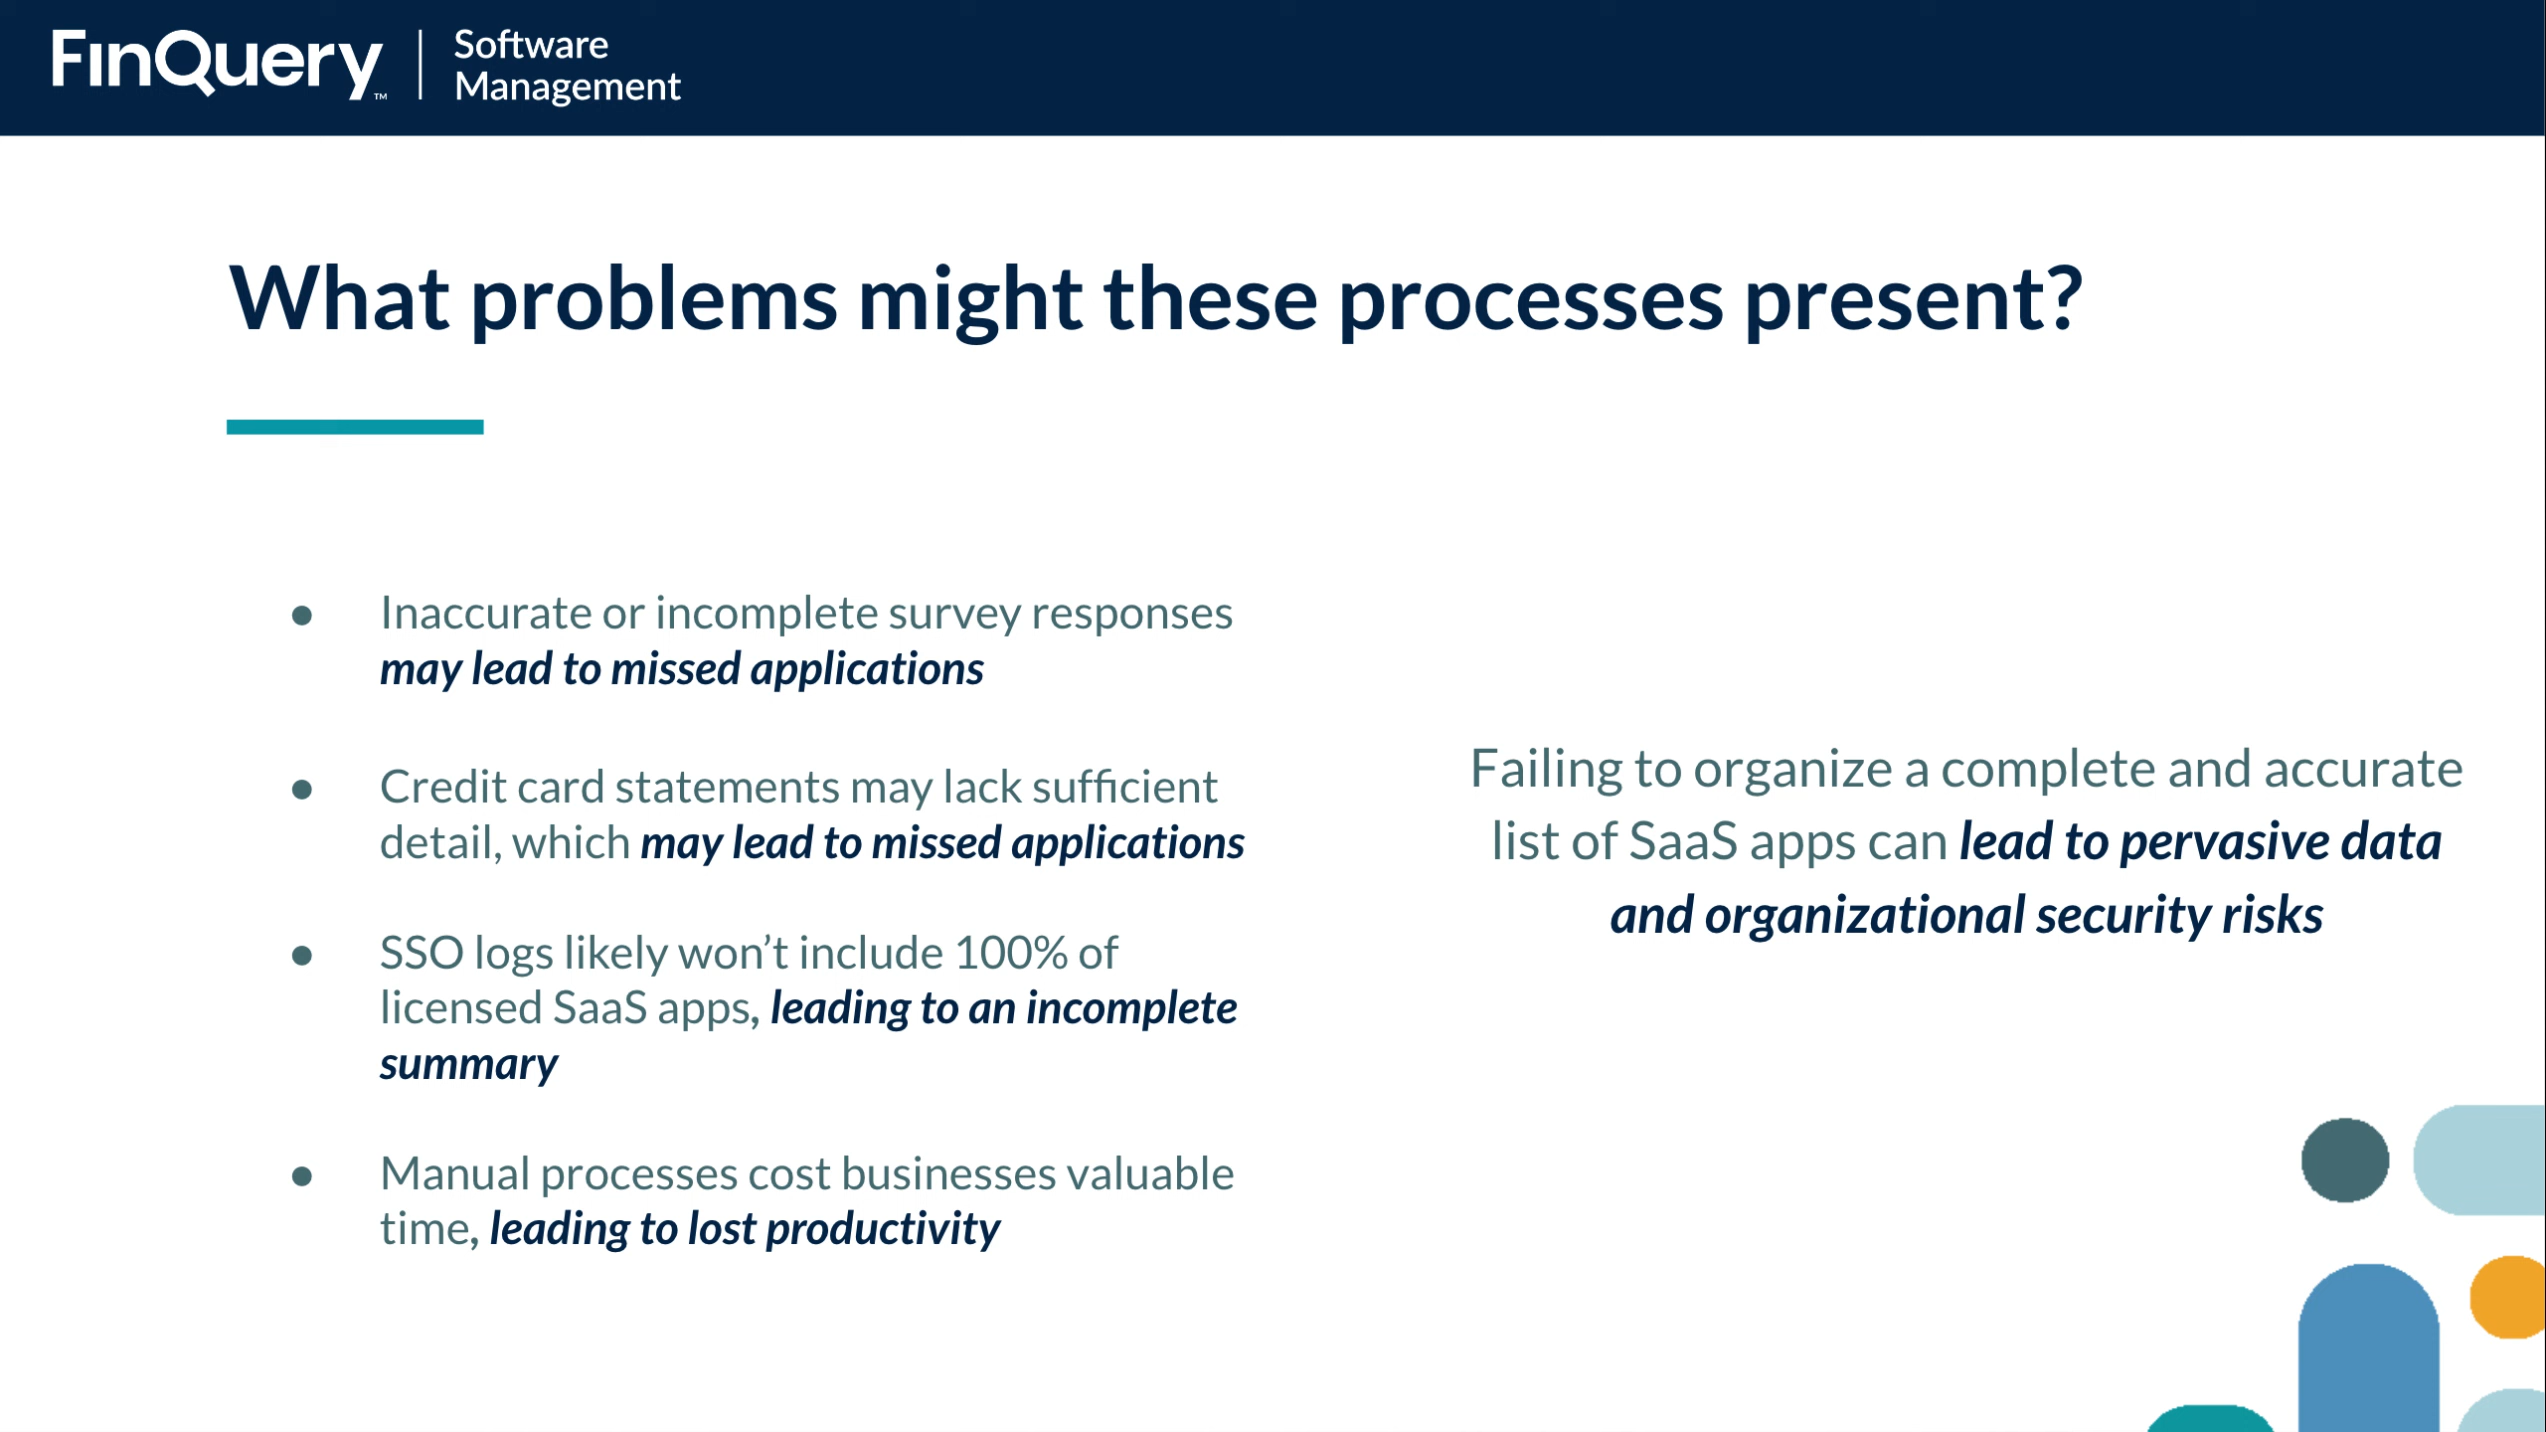 FinQuery™
Software
Management
What problems might these processes present?
● Inaccurate or incomplete survey responses
may lead to missed applications
● Credit card statements may lack sufficient
detail, which may lead to missed applications
● SSO logs likely won’t include 100% of
licensed SaaS apps, leading to an incomplete
summary
● Manual processes cost businesses valuable
time, leading to lost productivity
Failing to organize a complete and accurate
list of SaaS apps can lead to pervasive data
and organizational security risks